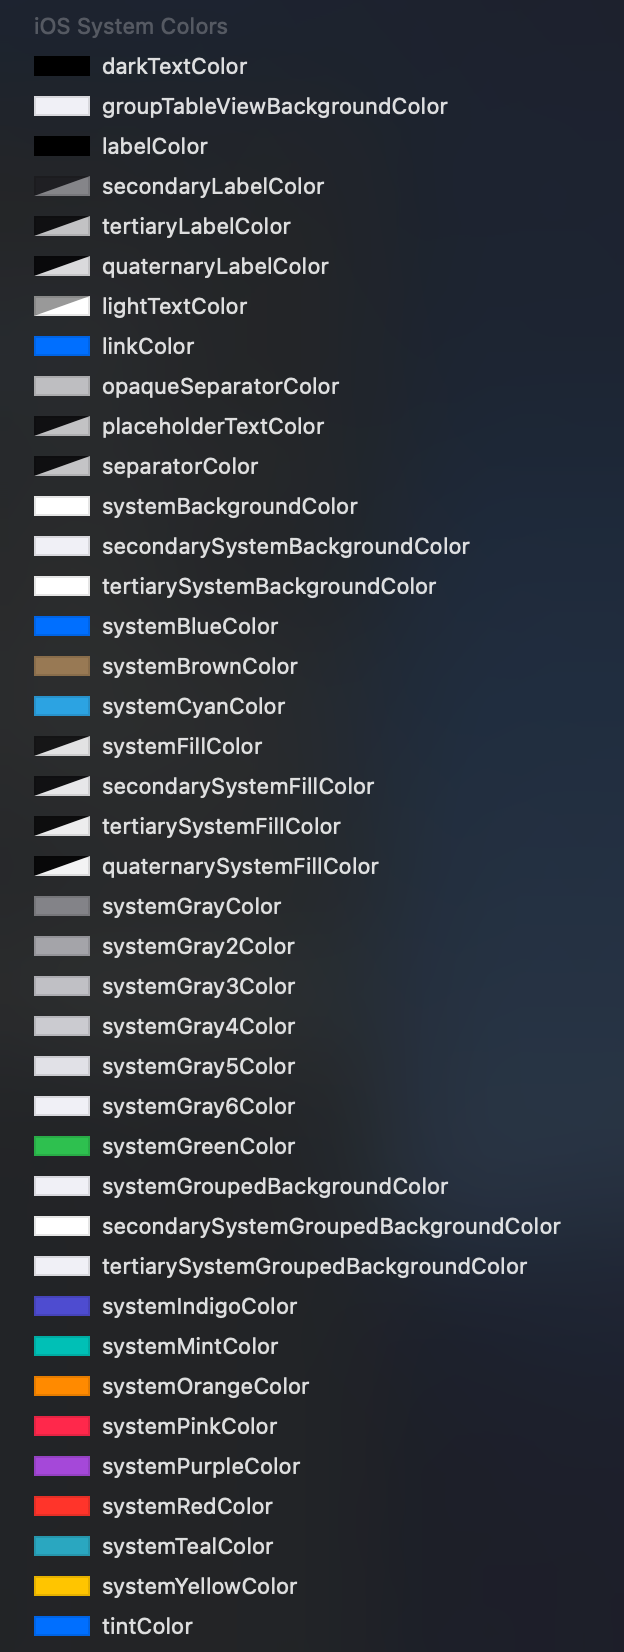 iOS System Colors
darkTextColor
groupTableViewBackgroundColor
labelColor
secondaryLabelColor
tertiaryLabelColor
quaternaryLabelColor
lightTextColor
linkColor
opaqueSeparatorColor
placeholderTextColor
separatorColor
systemBackgroundColor
secondarySystemBackgroundColor
tertiarySystemBackgroundColor
systemBlueColor
systemBrownColor
systemCyanColor
systemFillColor
secondarySystemFillColor
tertiarySystemFillColor
quaternarySystemFillColor
systemGrayColor
systemGray2Color
systemGray3Color
systemGray4Color
systemGray5Color
systemGray6Color
systemGreenColor
systemGroupedBackgroundColor
secondarySystemGroupedBackgroundColor
tertiarySystemGroupedBackgroundColor
systemIndigoColor
systemMintColor
systemOrangeColor
systemPinkColor
systemPurpleColor
systemRedColor
systemTealColor
systemYellowColor
tintColor